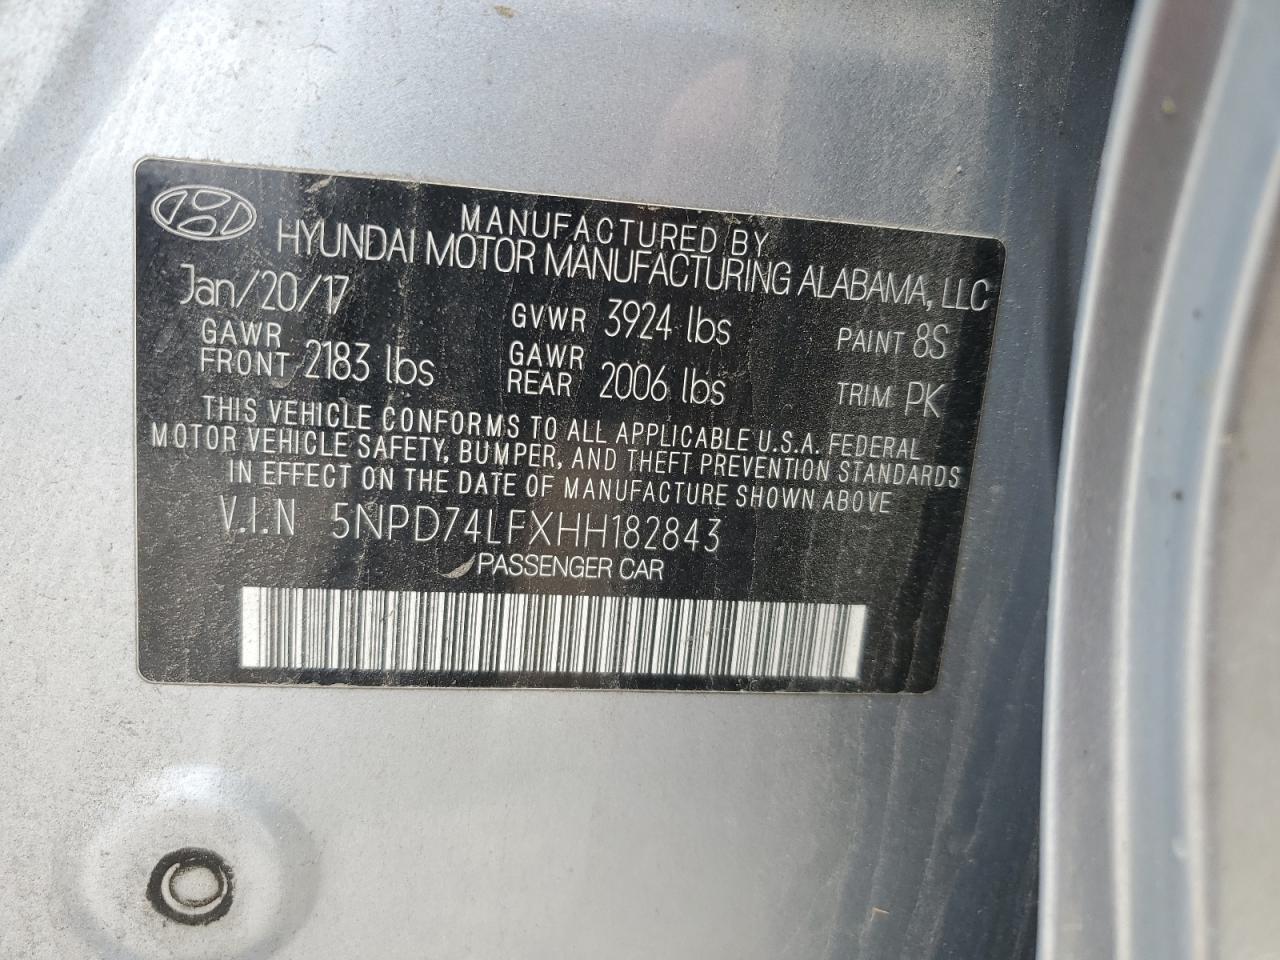 MANUFACTURED BY
HYUNDAI MOTOR MANUFACTURING ALABAMA, LLC
Jan/20/17 GVWR 3924 lbs PAINT 8S
GAWR FRONT 2183 lbs GAWR REAR 2006 lbs TRIM PK
THIS VEHICLE CONFORMS TO ALL APPLICABLE U.S.A. FEDERAL
MOTOR VEHICLE SAFETY, BUMPER, AND THEFT PREVENTION STANDARDS
IN EFFECT ON THE DATE OF MANUFACTURE SHOWN ABOVE
V.I.N 5NPD74LFXHH182843
PASSENGER CAR